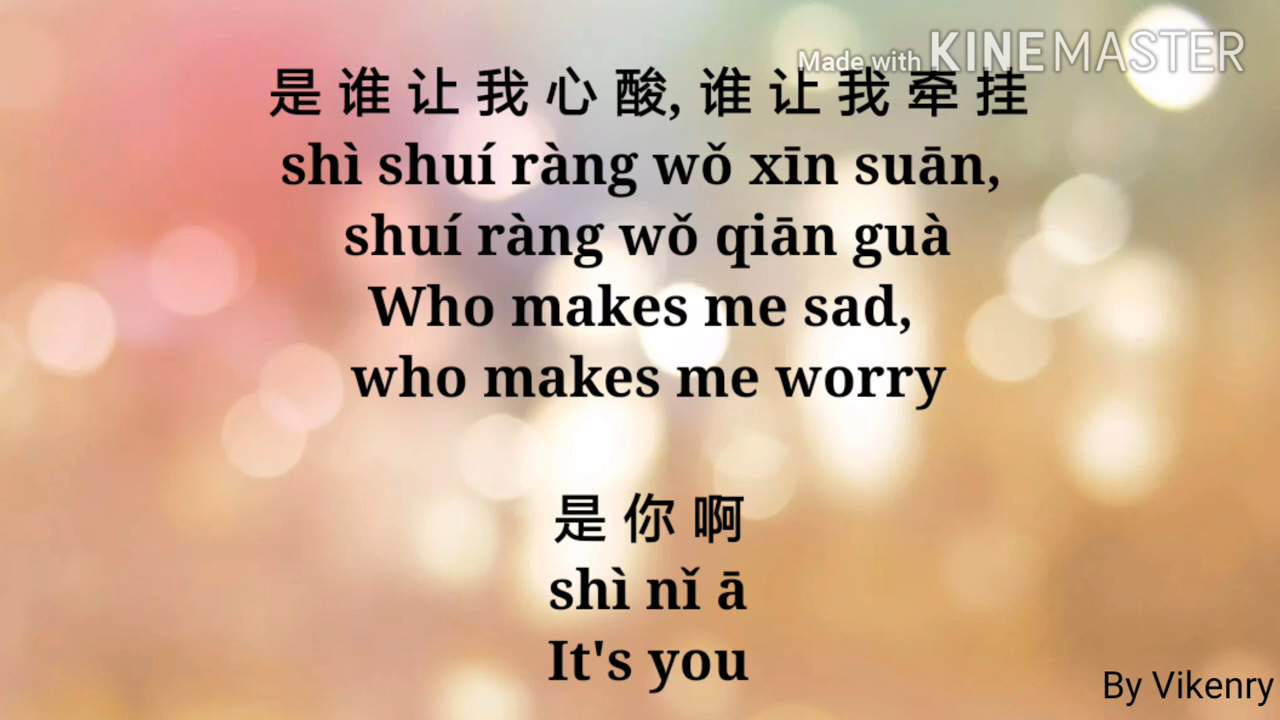 Made with KINEMASTER
是 谁 让 我 心 酸, 谁 让 我 牵 挂
shì shuí ràng wǒ xīn suān,
shuí ràng wǒ qiān guà
Who makes me sad,
who makes me worry
是 你 啊
shì nǐ ā
It's you
By Vikenry